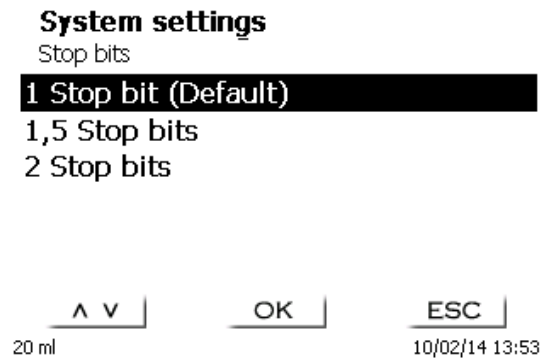 System settings
Stop bits
1 Stop bit (Default)
1,5 Stop bits
2 Stop bits
∧ ∨ OK ESC
20 ml 10/02/14 13:53